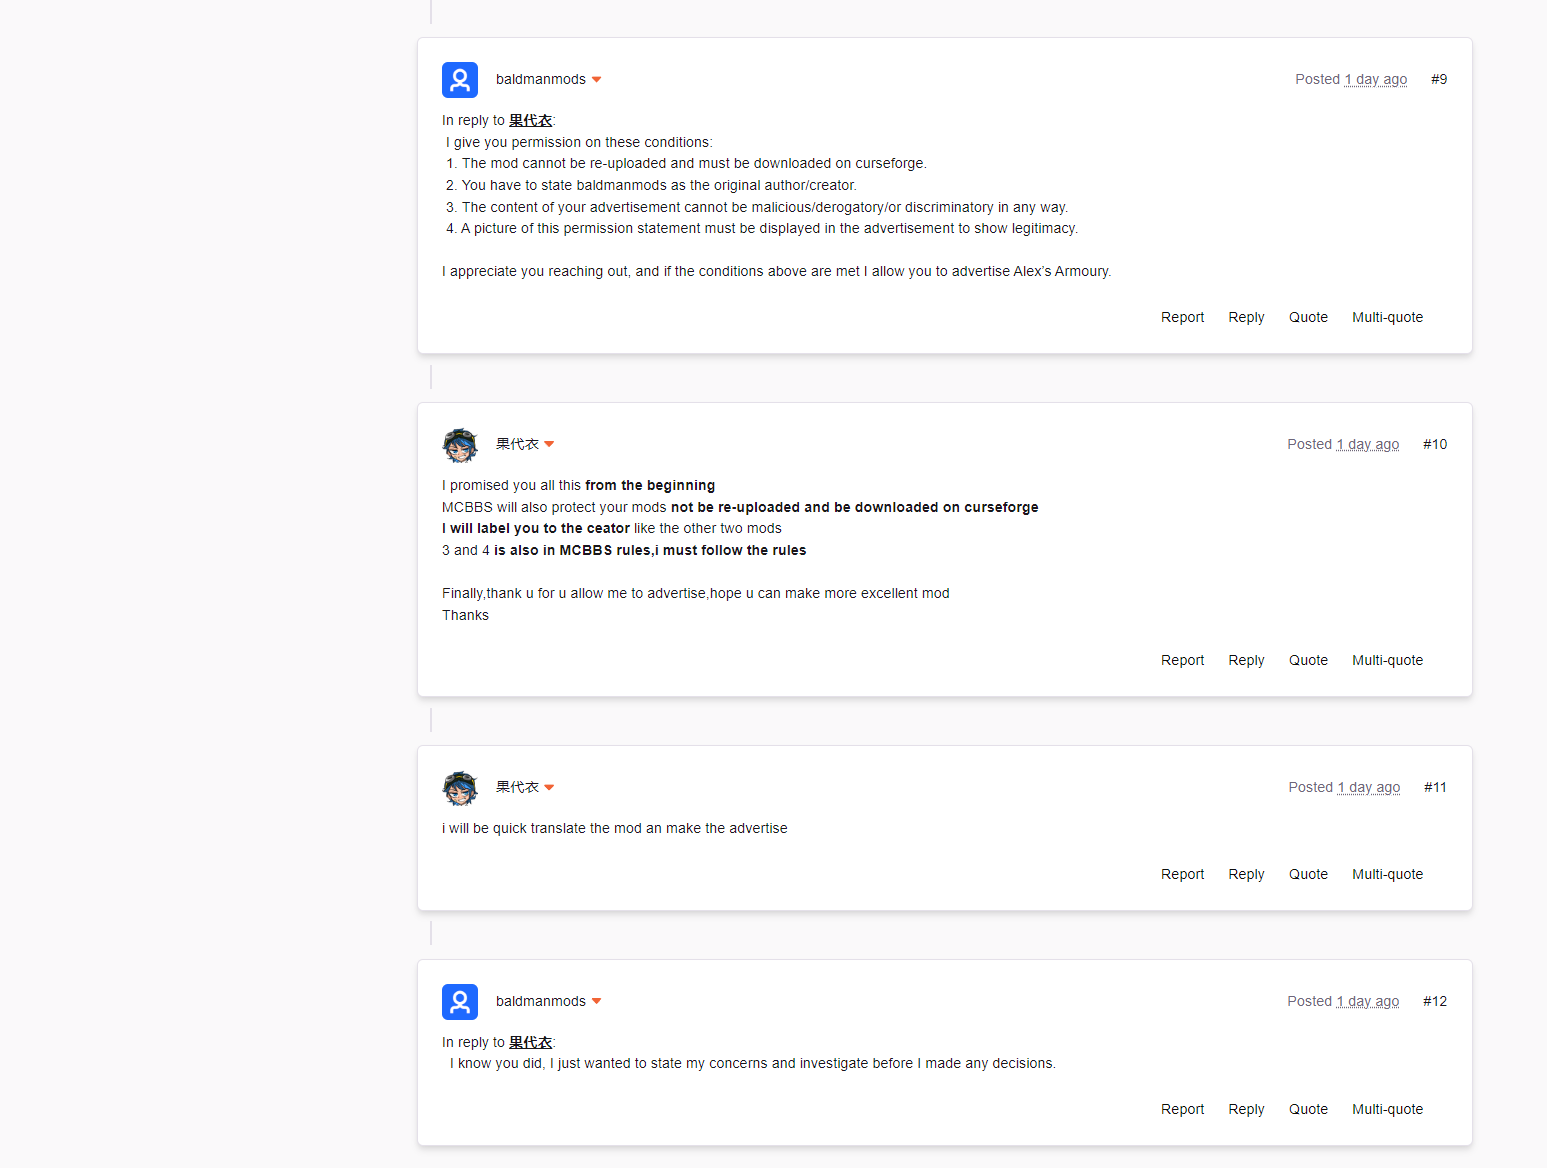 baldmanmods
Posted 1 day ago #9
In reply to 果代衣:
I give you permission on these conditions:
1. The mod cannot be re-uploaded and must be downloaded on curseforge.
2. You have to state baldmanmods as the original author/creator.
3. The content of your advertisement cannot be malicious/derogatory/or discriminatory in any way.
4. A picture of this permission statement must be displayed in the advertisement to show legitimacy.
I appreciate you reaching out, and if the conditions above are met I allow you to advertise Alex’s Armoury.
Report Reply Quote Multi-quote
果代衣
Posted 1 day ago #10
I promised you all this from the beginning
MCBBS will also protect your mods not be re-uploaded and be downloaded on curseforge
I will label you to the ceator like the other two mods
3 and 4 is also in MCBBS rules,i must follow the rules
Finally,thank u for u allow me to advertise,hope u can make more excellent mod
Thanks
Report Reply Quote Multi-quote
果代衣
Posted 1 day ago #11
i will be quick translate the mod an make the advertise
Report Reply Quote Multi-quote
baldmanmods
Posted 1 day ago #12
In reply to 果代衣:
I know you did, I just wanted to state my concerns and investigate before I made any decisions.
Report Reply Quote Multi-quote